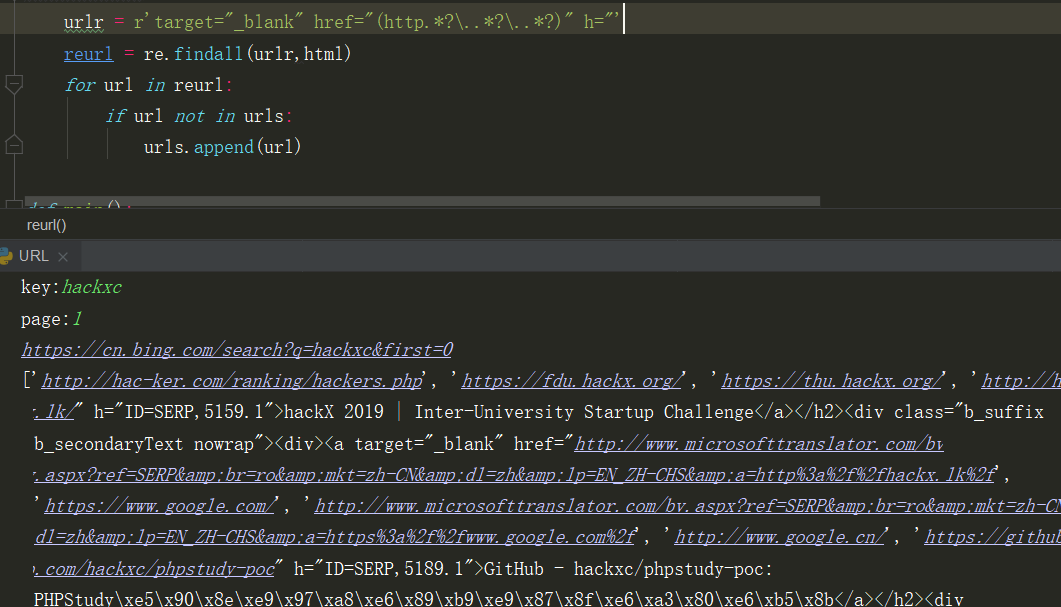 urlr = r'target="_blank" href="(http.*?\..*?\..*?)" h="'
reurl = re.findall(urlr,html)
for url in reurl:
if url not in urls:
urls.append(url)
def main():
reurl()
URL
key:hackxc
page:1
https://cn.bing.com/search?q=hackxc&first=0
['http://hac-ker.com/ranking/hackers.php', 'https://fdu.hackx.org/', 'https://thu.hackx.org/', 'http://h
.lk/" h="ID=SERP,5159.1">hackX 2019 | Inter-University Startup Challenge</a></h2><div class="b_suffix
b_secondaryText nowrap"><div><a target="_blank" href="http://www.microsofttranslator.com/bv
.aspx?ref=SERP&amp;br=ro&amp;mkt=zh-CN&amp;dl=zh&amp;lp=EN_ZH-CHS&amp;a=http%3a%2f%2fhackx.lk%2f',
'https://www.google.com/', 'http://www.microsofttranslator.com/bv.aspx?ref=SERP&amp;br=ro&amp;mkt=zh-CN
dl=zh&amp;lp=EN_ZH-CHS&amp;a=https%3a%2f%2fwww.google.com%2f', 'http://www.google.cn/', 'https://github
.com/hackxc/phpstudy-poc" h="ID=SERP,5189.1">GitHub - hackxc/phpstudy-poc:
PHPStudy\xe5\x90\x8e\xe9\x97\xa8\xe6\x89\xb9\xe9\x87\x8f\xe6\xa3\x80\xe6\xb5\x8b</a></h2><div